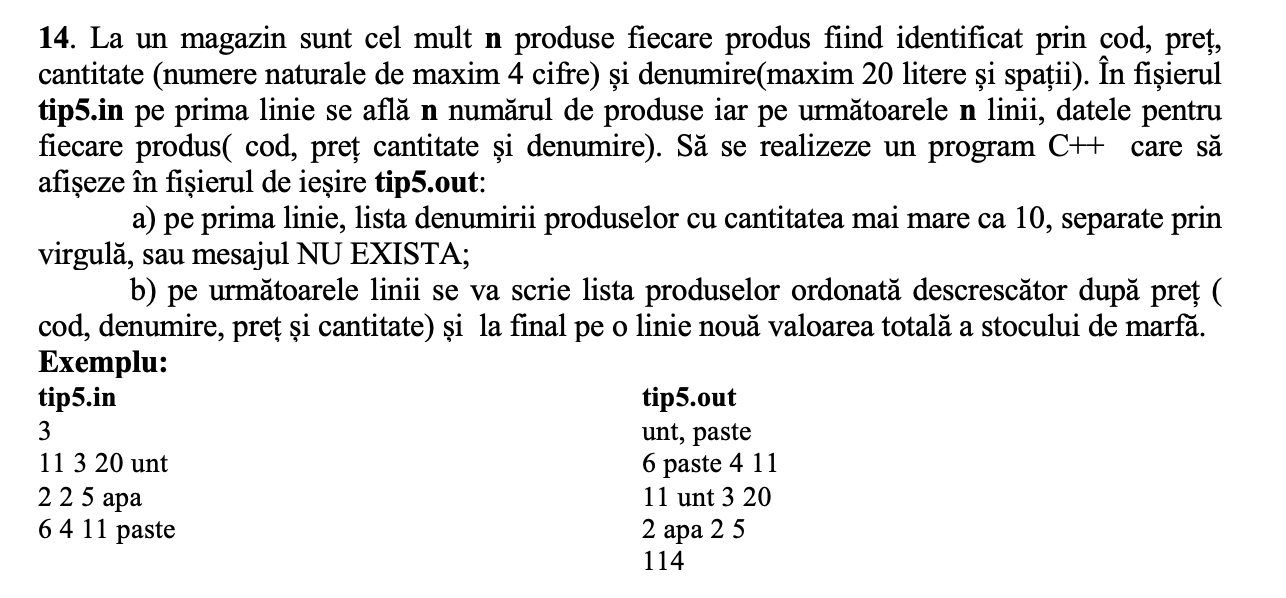 14. La un magazin sunt cel mult n produse fiecare produs fiind identificat prin cod, preț,
cantitate (numere naturale de maxim 4 cifre) și denumire(maxim 20 litere și spații). În fișierul
tip5.in pe prima linie se află n numărul de produse iar pe următoarele n linii, datele pentru
fiecare produs( cod, preț cantitate și denumire). Să se realizeze un program C++ care să
afișeze în fișierul de ieșire tip5.out:
a) pe prima linie, lista denumirii produselor cu cantitatea mai mare ca 10, separate prin
virgulă, sau mesajul NU EXISTA;
b) pe următoarele linii se va scrie lista produselor ordonată descrescător după preț (
cod, denumire, preț și cantitate) și la final pe o linie nouă valoarea totală a stocului de marfă.
Exemplu:
tip5.in
3
11 3 20 unt
2 2 5 apa
6 4 11 paste
tip5.out
unt, paste
6 paste 4 11
11 unt 3 20
2 apa 2 5
114